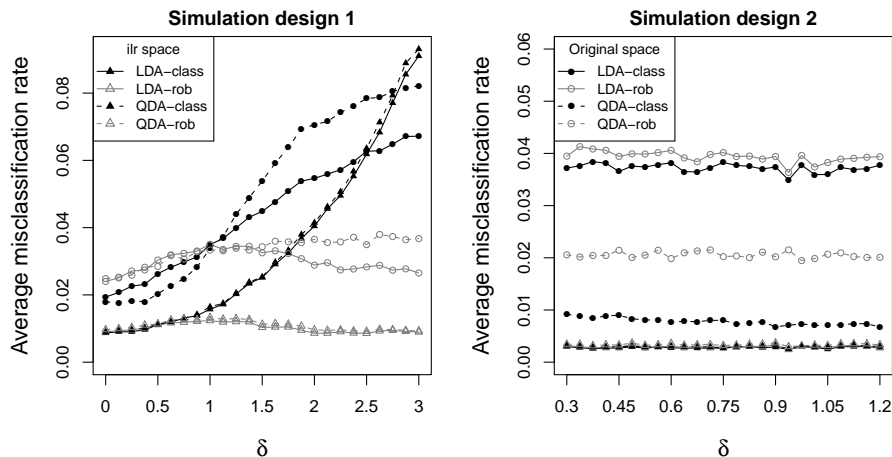 Simulation design 1
Average misclassification rate
0.00 0.02 0.04 0.06 0.08
ilr space
LDA−class
LDA−rob
QDA−class
QDA−rob
0 0.5 1 1.5 2 2.5 3
δ
Simulation design 2
Average misclassification rate
0.00 0.01 0.02 0.03 0.04 0.05 0.06
Original space
LDA−class
LDA−rob
QDA−class
QDA−rob
0.3 0.45 0.6 0.75 0.9 1.05 1.2
δ